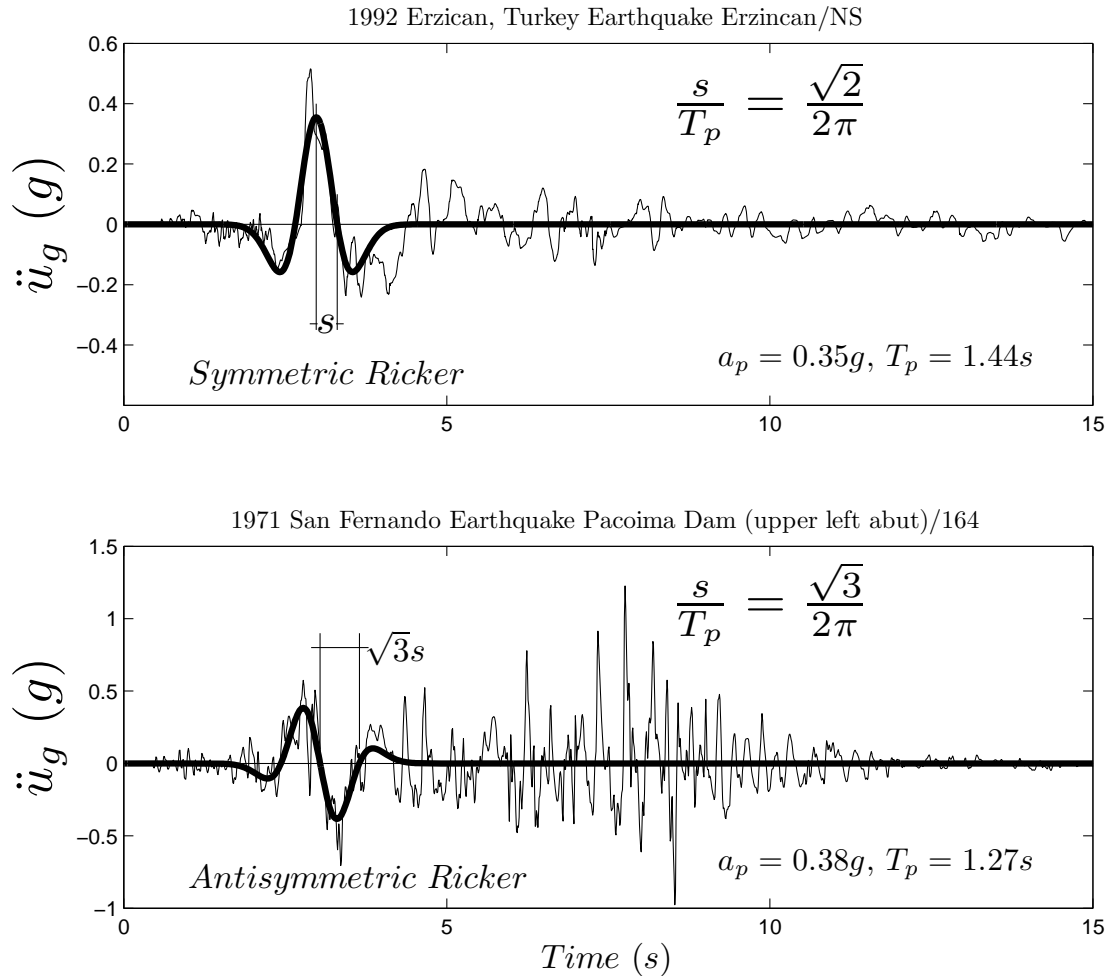 1992 Erzican, Turkey Earthquake Erzincan/NS
0.6
0.4
0.2
0
−0.2
−0.4
ü_g (g)
s/T_p = √2/2π
s
Symmetric Ricker
a_p = 0.35g, T_p = 1.44s
0 5 10 15
1971 San Fernando Earthquake Pacoima Dam (upper left abut)/164
1.5
1
0.5
0
−0.5
−1
ü_g (g)
s/T_p = √3/2π
√3s
Antisymmetric Ricker
a_p = 0.38g, T_p = 1.27s
0 5 10 15
Time (s)